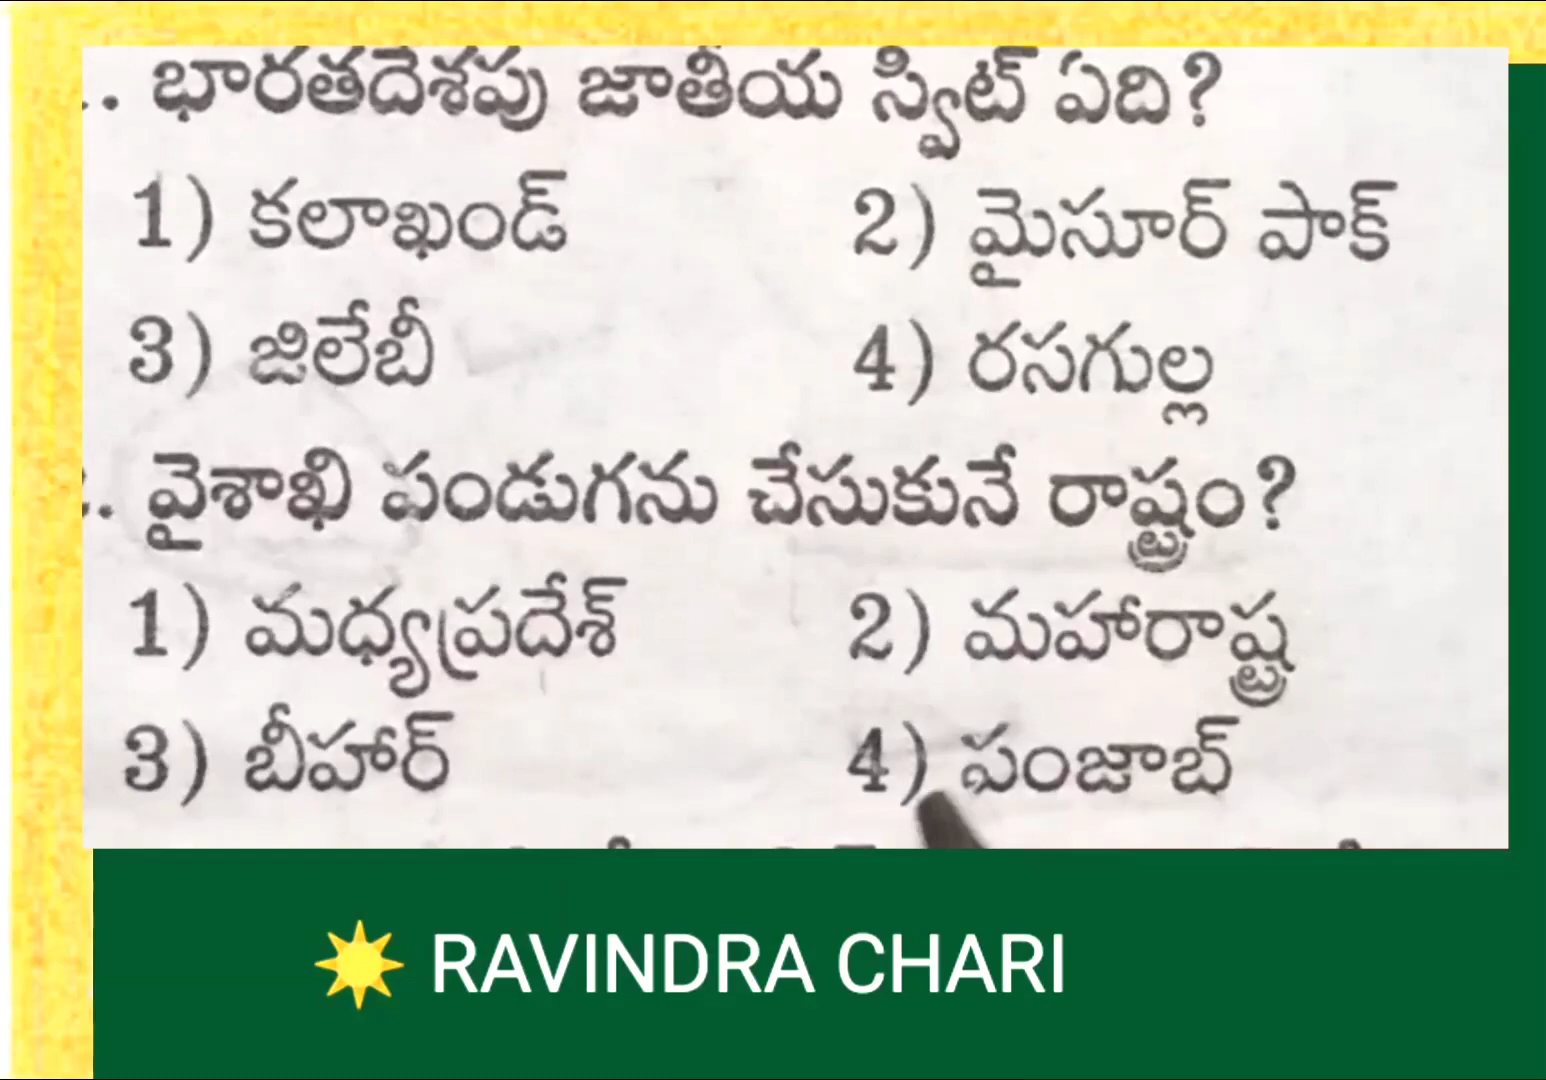 . . భారతదేశపు జాతీయ స్విట్ ఏది?
1) కలాఖండ్ 2) మైసూర్ పాక్
3) జిలేబీ 4) రసగుల్ల
. వైశాఖి పండుగను చేసుకునే రాష్ట్రం?
1) మధ్యప్రదేశ్ 2) మహారాష్ట్ర
3) బీహార్ 4) పంజాబ్
RAVINDRA CHARI